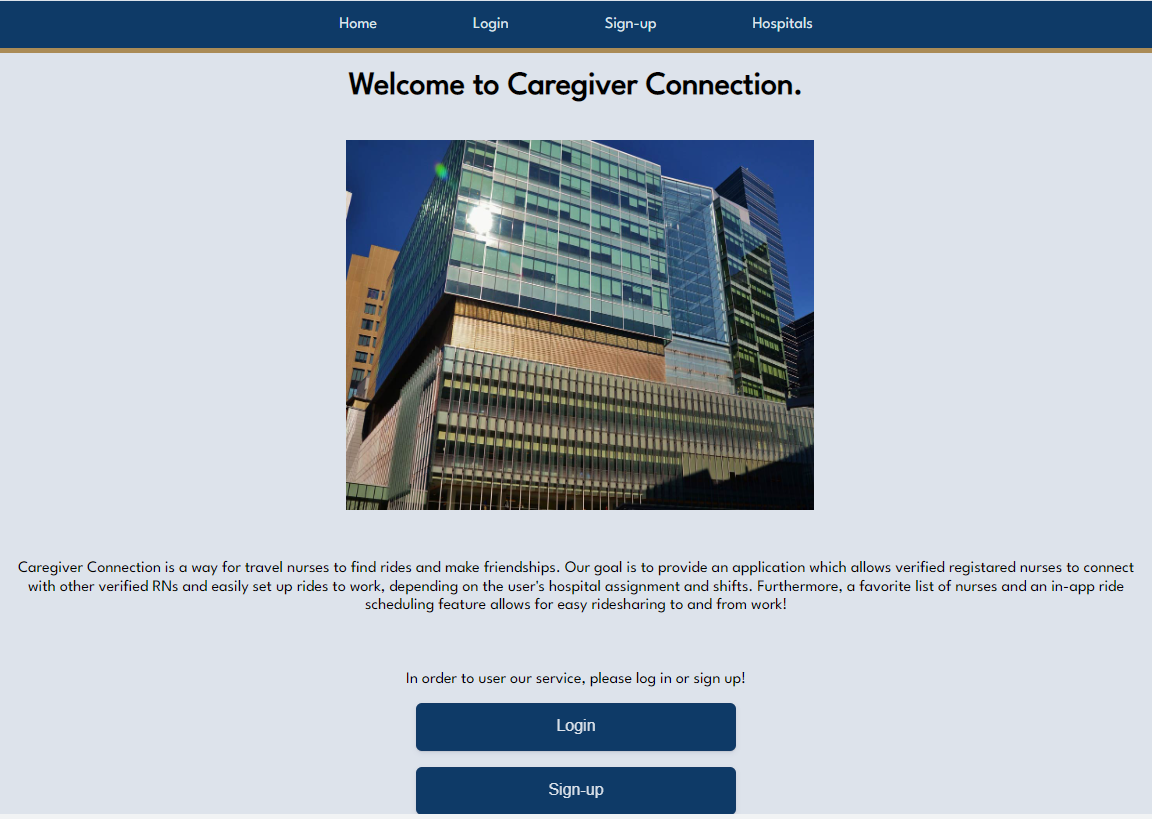 Home Login Sign-up Hospitals
Welcome to Caregiver Connection.
Caregiver Connection is a way for travel nurses to find rides and make friendships. Our goal is to provide an application which allows verified registared nurses to connect
with other verified RNs and easily set up rides to work, depending on the user's hospital assignment and shifts. Furthermore, a favorite list of nurses and an in-app ride
scheduling feature allows for easy ridesharing to and from work!
In order to user our service, please log in or sign up!
Login
Sign-up